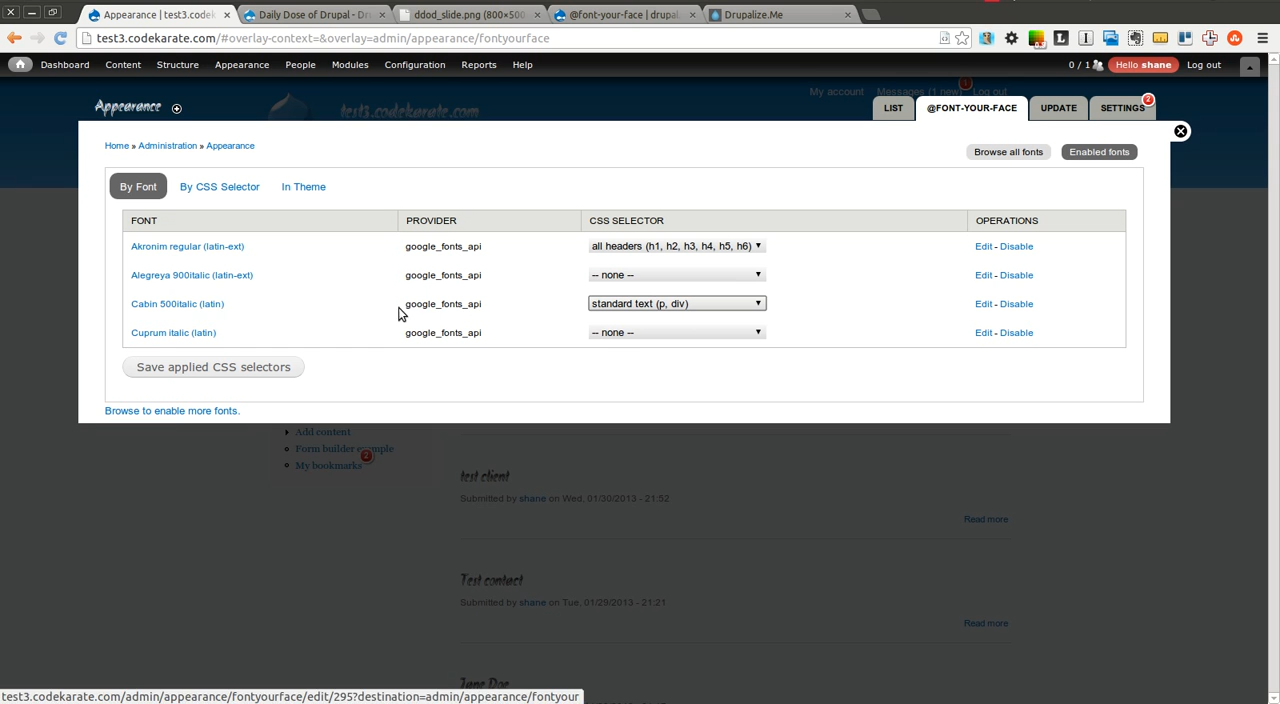 Appearance | test3.codek
Daily Dose of Drupal - Dr
ddod_slide.png (800×500
@font-your-face | drupal.
Drupalize.Me
test3.codekarate.com/#overlay-context=&overlay=admin/appearance/fontyourface
Dashboard Content Structure Appearance People Modules Configuration Reports Help 0 / 1 Hello shane Log out
My account Messages (1 new) Log out
1
Appearance
test3.codekarate.com
LIST @FONT-YOUR-FACE UPDATE SETTINGS 2
Home » Administration » Appearance
Browse all fonts Enabled fonts
By Font By CSS Selector In Theme
FONT PROVIDER CSS SELECTOR OPERATIONS
Akronim regular (latin-ext) google_fonts_api all headers (h1, h2, h3, h4, h5, h6) Edit - Disable
Alegreya 900italic (latin-ext) google_fonts_api -- none -- Edit - Disable
Cabin 500italic (latin) google_fonts_api standard text (p, div) Edit - Disable
Cuprum italic (latin) google_fonts_api -- none -- Edit - Disable
Save applied CSS selectors
Browse to enable more fonts.
Add content
Form builder example
My bookmarks 2
test client
Submitted by shane on Wed, 01/30/2013 - 21:52
Read more
Test contact
Submitted by shane on Tue, 01/29/2013 - 21:21
Read more
Jane Doe
test3.codekarate.com/admin/appearance/fontyourface/edit/295?destination=admin/appearance/fontyour